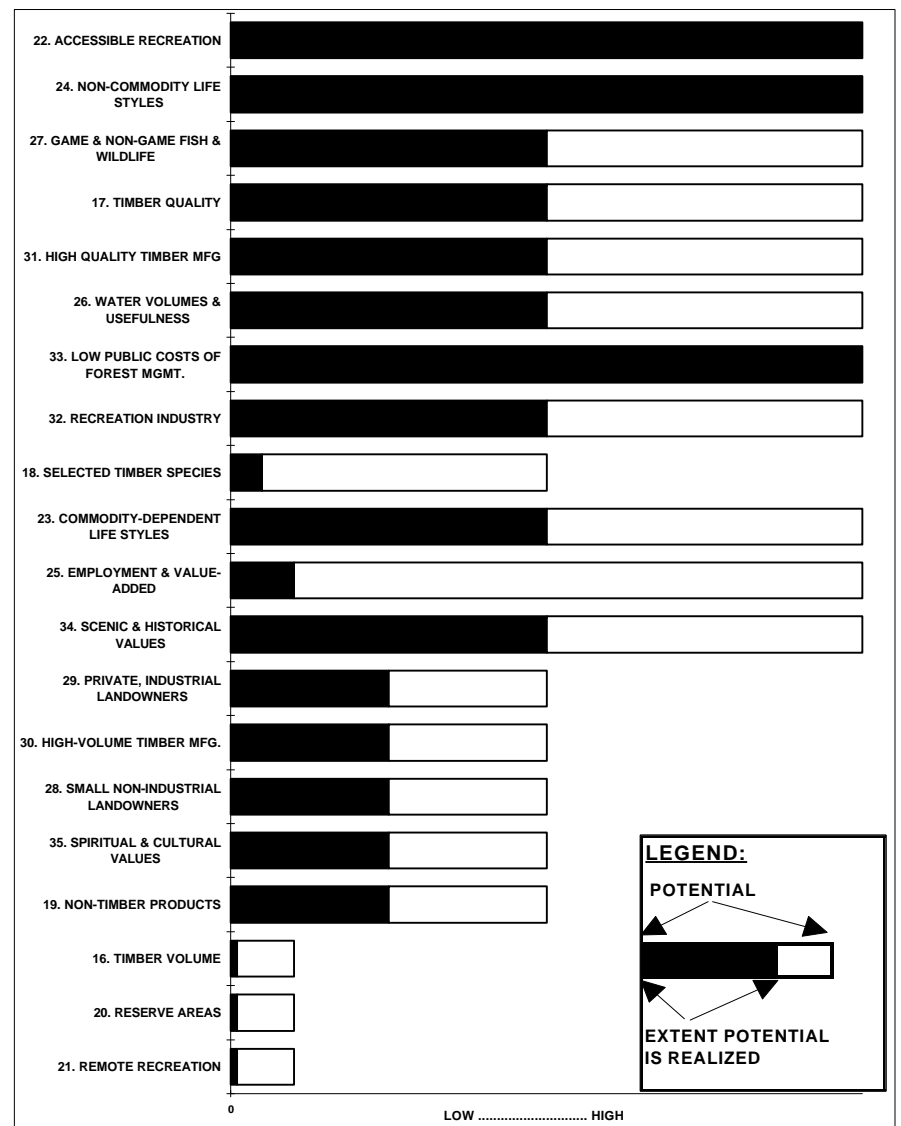 22. ACCESSIBLE RECREATION
24. NON-COMMODITY LIFE
STYLES
27. GAME & NON-GAME FISH &
WILDLIFE
17. TIMBER QUALITY
31. HIGH QUALITY TIMBER MFG
26. WATER VOLUMES &
USEFULNESS
33. LOW PUBLIC COSTS OF
FOREST MGMT.
32. RECREATION INDUSTRY
18. SELECTED TIMBER SPECIES
23. COMMODITY-DEPENDENT
LIFE STYLES
25. EMPLOYMENT & VALUE-
ADDED
34. SCENIC & HISTORICAL
VALUES
29. PRIVATE, INDUSTRIAL
LANDOWNERS
30. HIGH-VOLUME TIMBER MFG.
28. SMALL NON-INDUSTRIAL
LANDOWNERS
35. SPIRITUAL & CULTURAL
VALUES
19. NON-TIMBER PRODUCTS
16. TIMBER VOLUME
20. RESERVE AREAS
21. REMOTE RECREATION
0
LOW ............................ HIGH
LEGEND:
POTENTIAL
EXTENT POTENTIAL
IS REALIZED